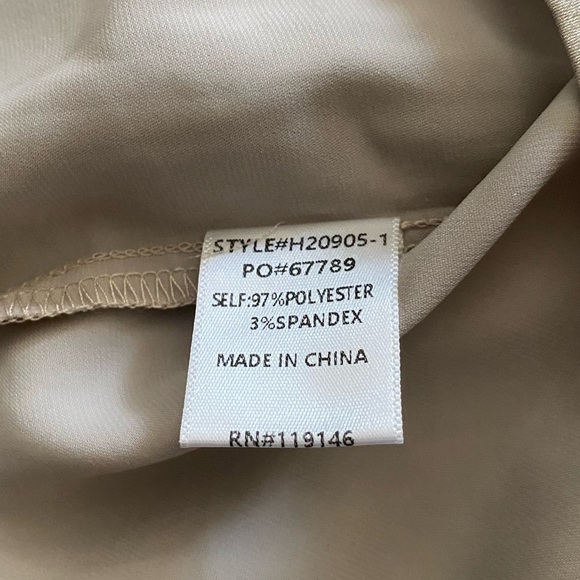 STYLE#H20905-1
PO#67789
SELF:97%POLYESTER
3%SPANDEX
MADE IN CHINA
RN#119146